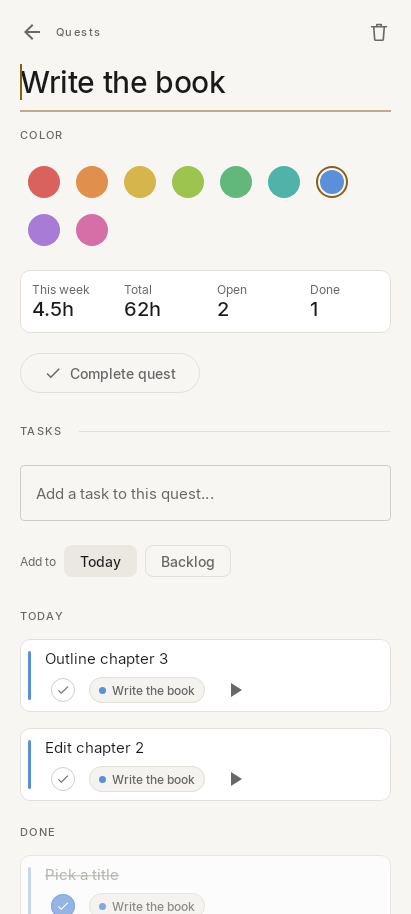 Quests
Write the book
COLOR
This week Total Open Done
4.5h 62h 2 1
Complete quest
TASKS
Add a task to this quest...
Add to Today Backlog
TODAY
Outline chapter 3
Write the book
Edit chapter 2
Write the book
DONE
Pick a title
Write the book